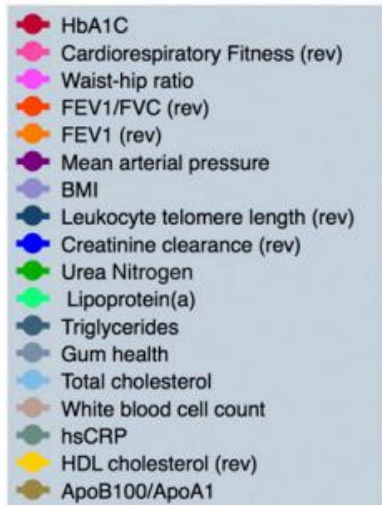 HbA1C
Cardiorespiratory Fitness (rev)
Waist-hip ratio
FEV1/FVC (rev)
FEV1 (rev)
Mean arterial pressure
BMI
Leukocyte telomere length (rev)
Creatinine clearance (rev)
Urea Nitrogen
Lipoprotein(a)
Triglycerides
Gum health
Total cholesterol
White blood cell count
hsCRP
HDL cholesterol (rev)
ApoB100/ApoA1